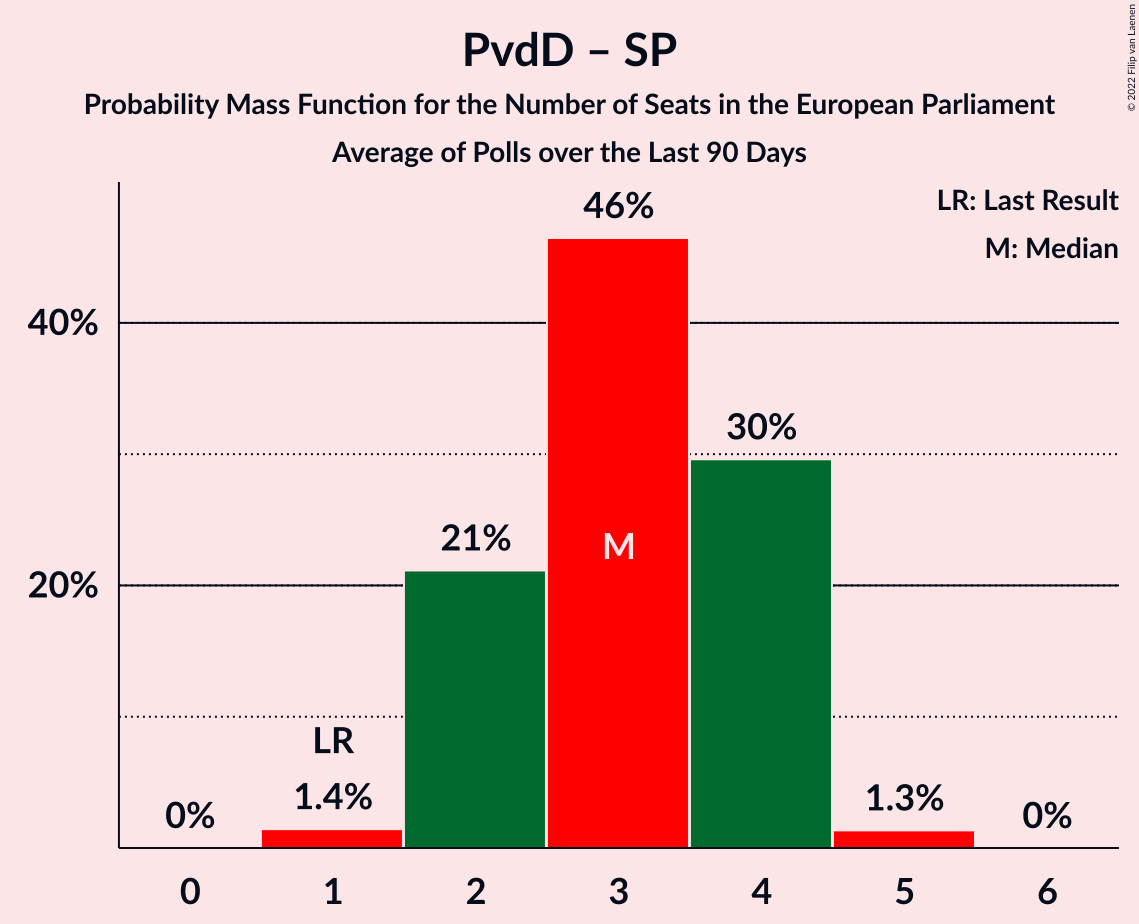 PvdD – SP
Probability Mass Function for the Number of Seats in the European Parliament
Average of Polls over the Last 90 Days
© 2022 Filip van Laenen
LR: Last Result
M: Median
46%
40%
30%
21%
M
20%
LR
1.4%
1.3%
0%
0%
0 1 2 3 4 5 6